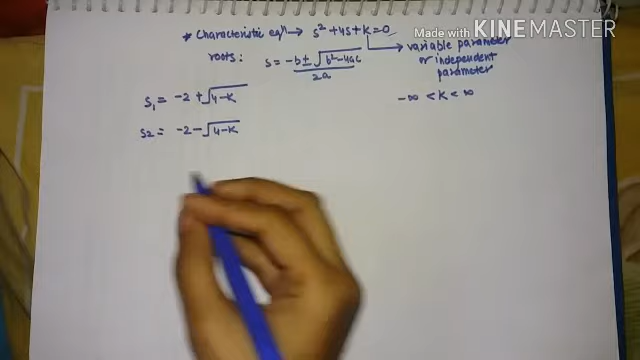 * Characteristic eqⁿ → s² + 4s + k = 0
Made with KINEMASTER
roots: s = -b ± √b² - 4ac / 2a
variable parameter
or independent
parameter
s₁ = -2 + √4-K
-∞ < K < ∞
s2 = -2 - √4-K